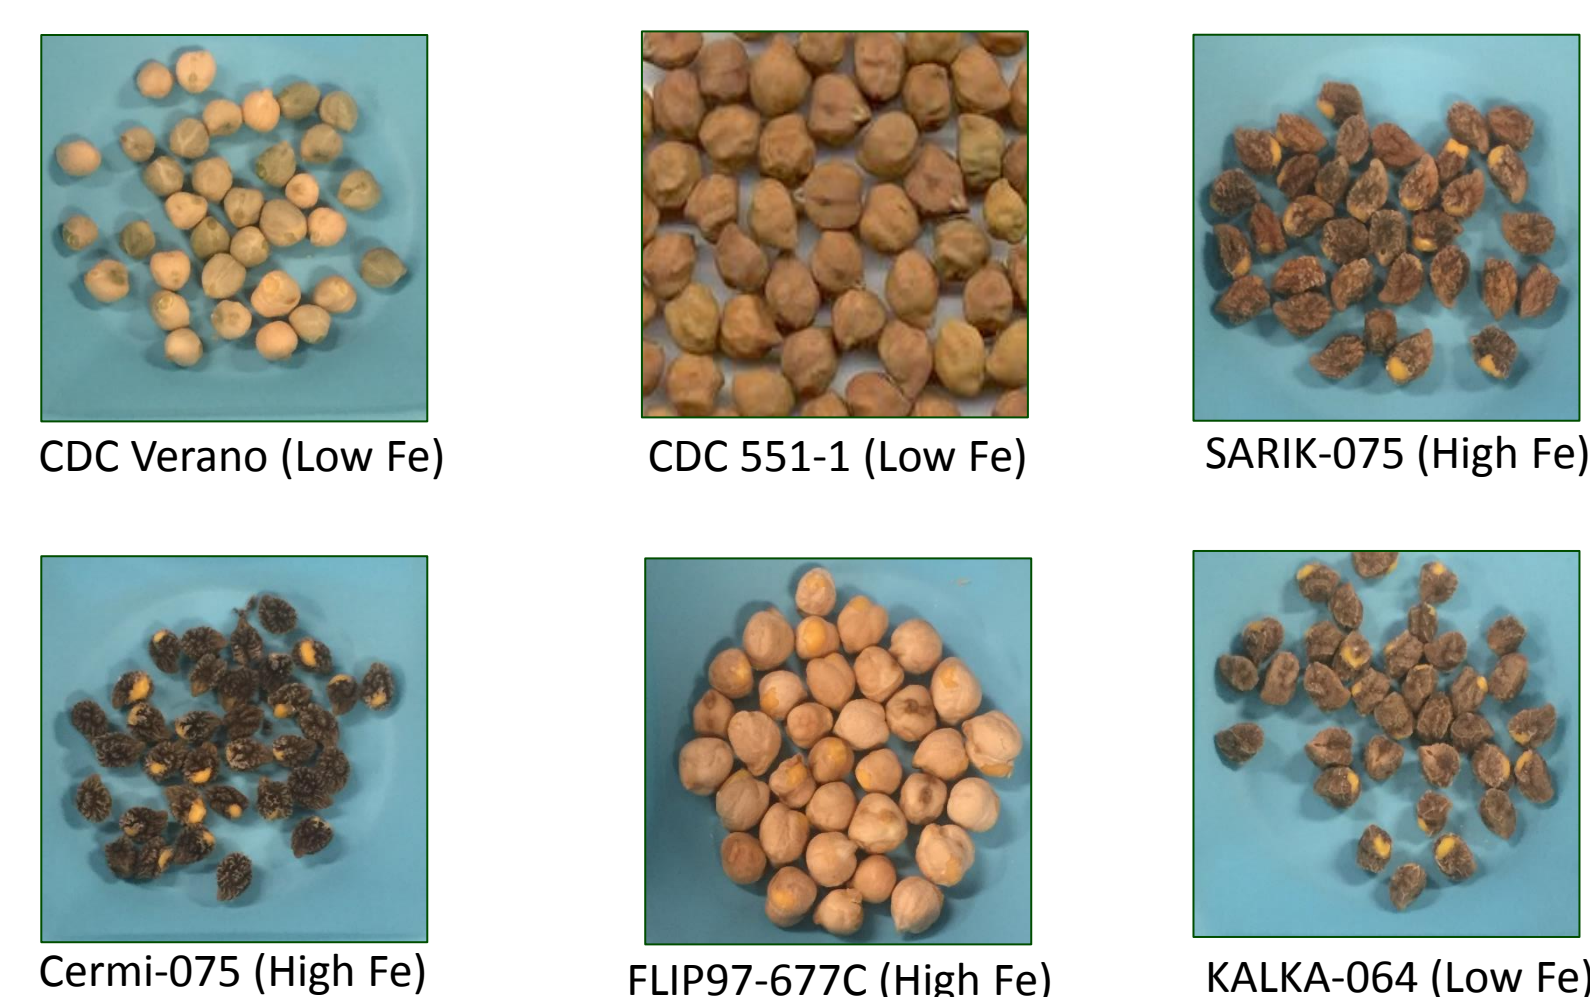 CDC Verano (Low Fe)
CDC 551-1 (Low Fe)
SARIK-075 (High Fe)
Cermi-075 (High Fe)
FLIP97-677C (High Fe)
KALKA-064 (Low Fe)